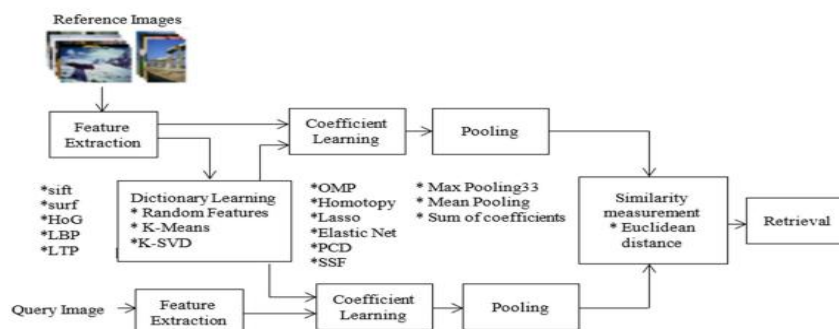 Reference Images
Feature
Extraction
Coefficient
Learning
Pooling
*sift
*surf
*HoG
*LBP
*LTP
Dictionary Learning
* Random Features
* K-Means
*K-SVD
*OMP
*Homotopy
*Lasso
*Elastic Net
*PCD
*SSF
* Max Pooling33
* Mean Pooling
* Sum of coefficients
Similarity
measurement
* Euclidean
distance
Retrieval
Query Image
Feature
Extraction
Coefficient
Learning
Pooling